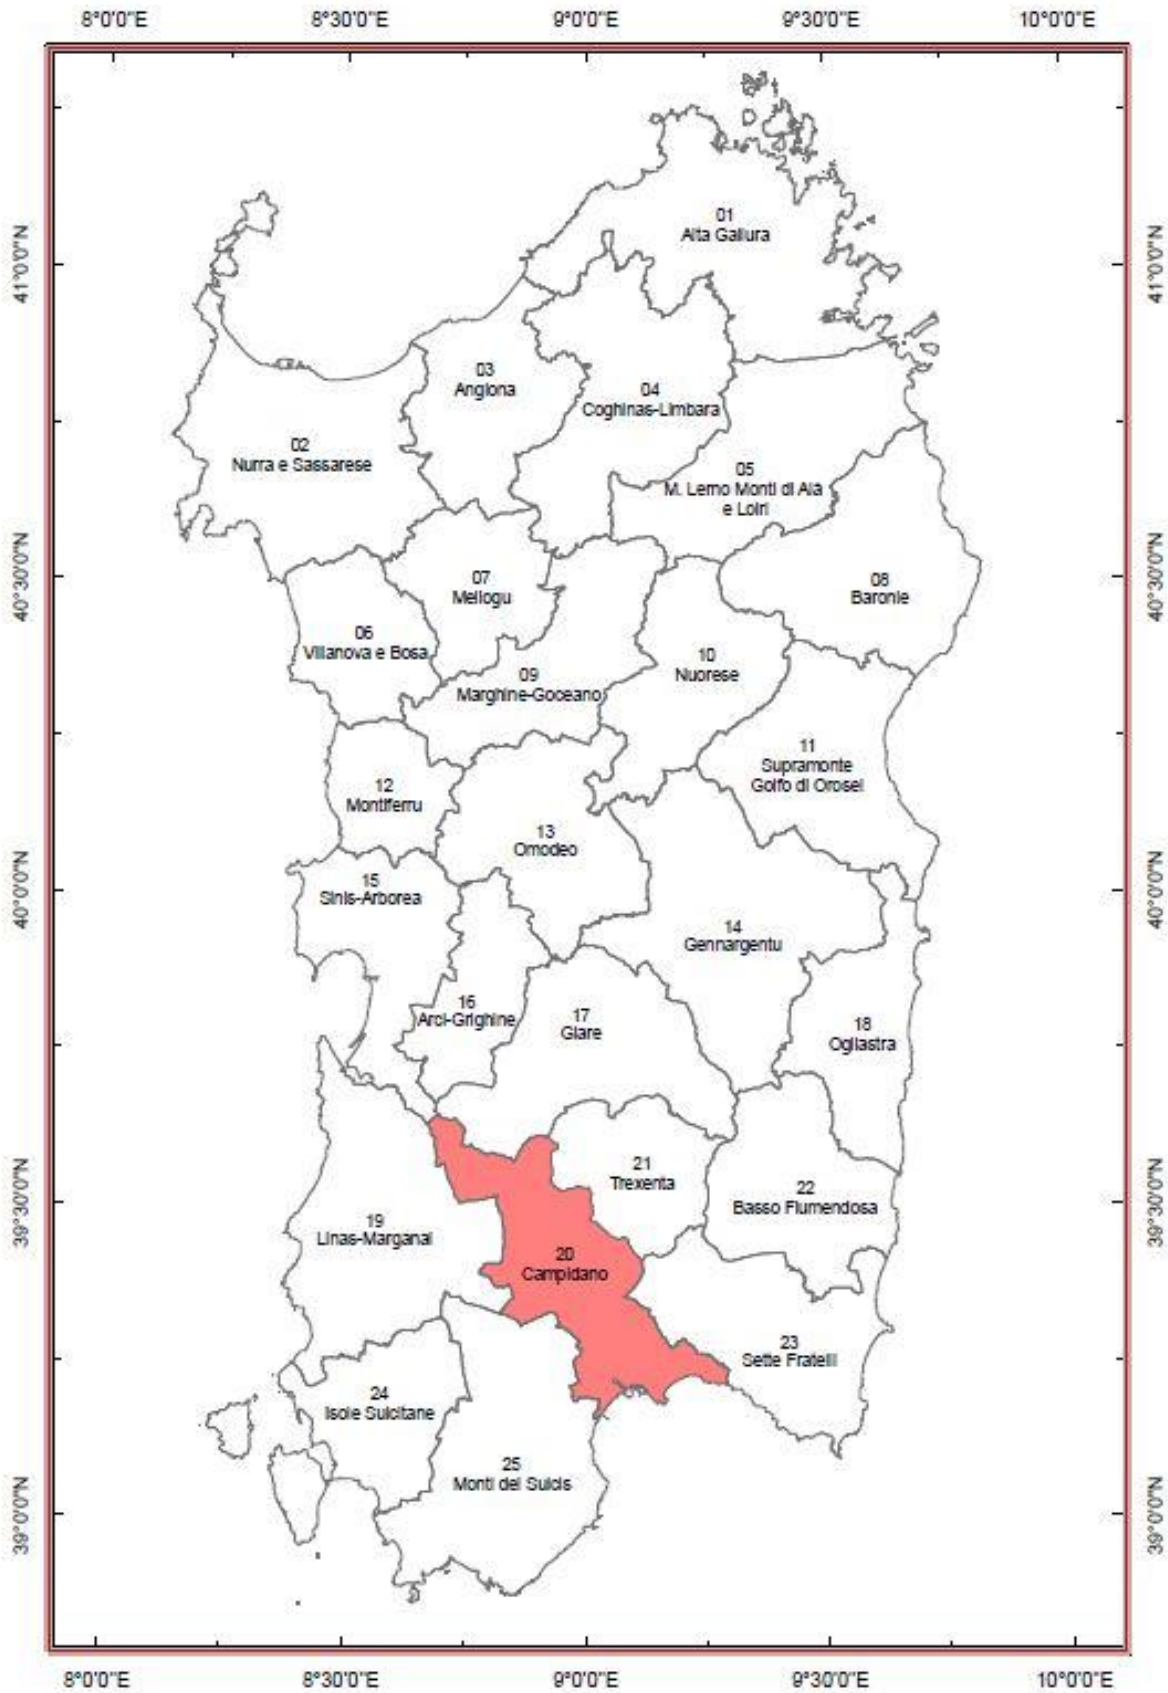 8°0'0"E 8°30'0"E 9°0'0"E 9°30'0"E 10°0'0"E
01
Alta Gallura
41°0'0"N 41°0'0"N
03
Anglona
04
Coghinas-Limbara
02
Nurra e Sassarese
05
M. Lerno Monti di Alà
e Loiri
40°30'0"N 40°30'0"N
07
Meilogu
08
Baronie
06
Villanova e Bosa
10
Nuorese
09
Marghine-Goceano
11
Supramonte
Golfo di Orosei
12
Montiferru
13
Omodeo
15
Sinis-Arborea
40°0'0"N 40°0'0"N
14
Gennargentu
16
Arci-Grighine
17
Giare
18
Ogliastra
21
Trexenta
22
Basso Flumendosa
39°30'0"N 39°30'0"N
19
Linas-Marganai
20
Campidano
23
Sette Fratelli
24
Isole Sulcitane
25
Monti del Sulcis
39°0'0"N 39°0'0"N
8°0'0"E 8°30'0"E 9°0'0"E 9°30'0"E 10°0'0"E